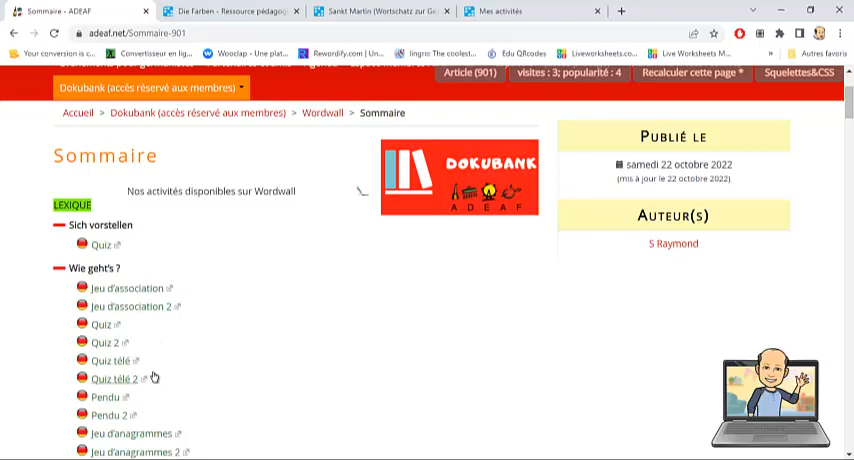 Sommaire - ADEAF
Die Farben - Ressource pédagog
Sankt Martin (Wortschatz zur Ge
Mes activités
adeaf.net/Sommaire-901
Your conversion is c...
Convertisseur en lig...
Wooclap - Une plat...
Rewordify.com | Un...
lingro: The coolest...
Edu QRcodes
Liveworksheets.co...
Live Worksheets M...
Autres favoris
Article (901)
visites : 3; popularité : 4
Recalculer cette page *
Squelettes&CSS
Dokubank (accès réservé aux membres)
Accueil > Dokubank (accès réservé aux membres) > Wordwall > Sommaire
Sommaire
DOKUBANK
A D E A F
PUBLIÉ LE
samedi 22 octobre 2022
(mis à jour le 22 octobre 2022)
AUTEUR(S)
S Raymond
Nos activités disponibles sur Wordwall
LEXIQUE
Sich vorstellen
Quiz
Wie geht's ?
Jeu d'association
Jeu d'association 2
Quiz
Quiz 2
Quiz télé
Quiz télé 2
Pendu
Pendu 2
Jeu d'anagrammes
Jeu d'anagrammes 2